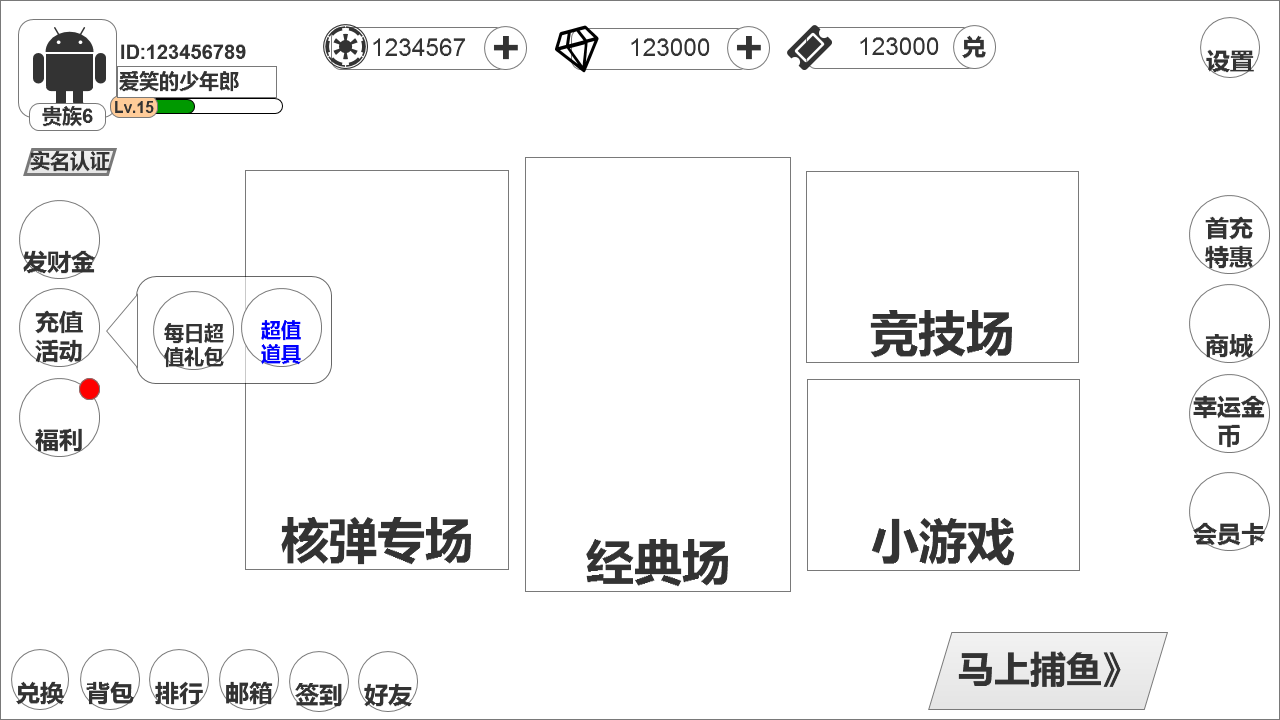 ID:123456789
1234567
123000
123000
兑
设置
爱笑的少年郎
Lv.15
贵族6
实名认证
发财金
充值
活动
每日超
值礼包
超值
道具
福利
核弹专场
经典场
竞技场
小游戏
首充
特惠
商城
幸运金
币
会员卡
兑换
背包
排行
邮箱
签到
好友
马上捕鱼》